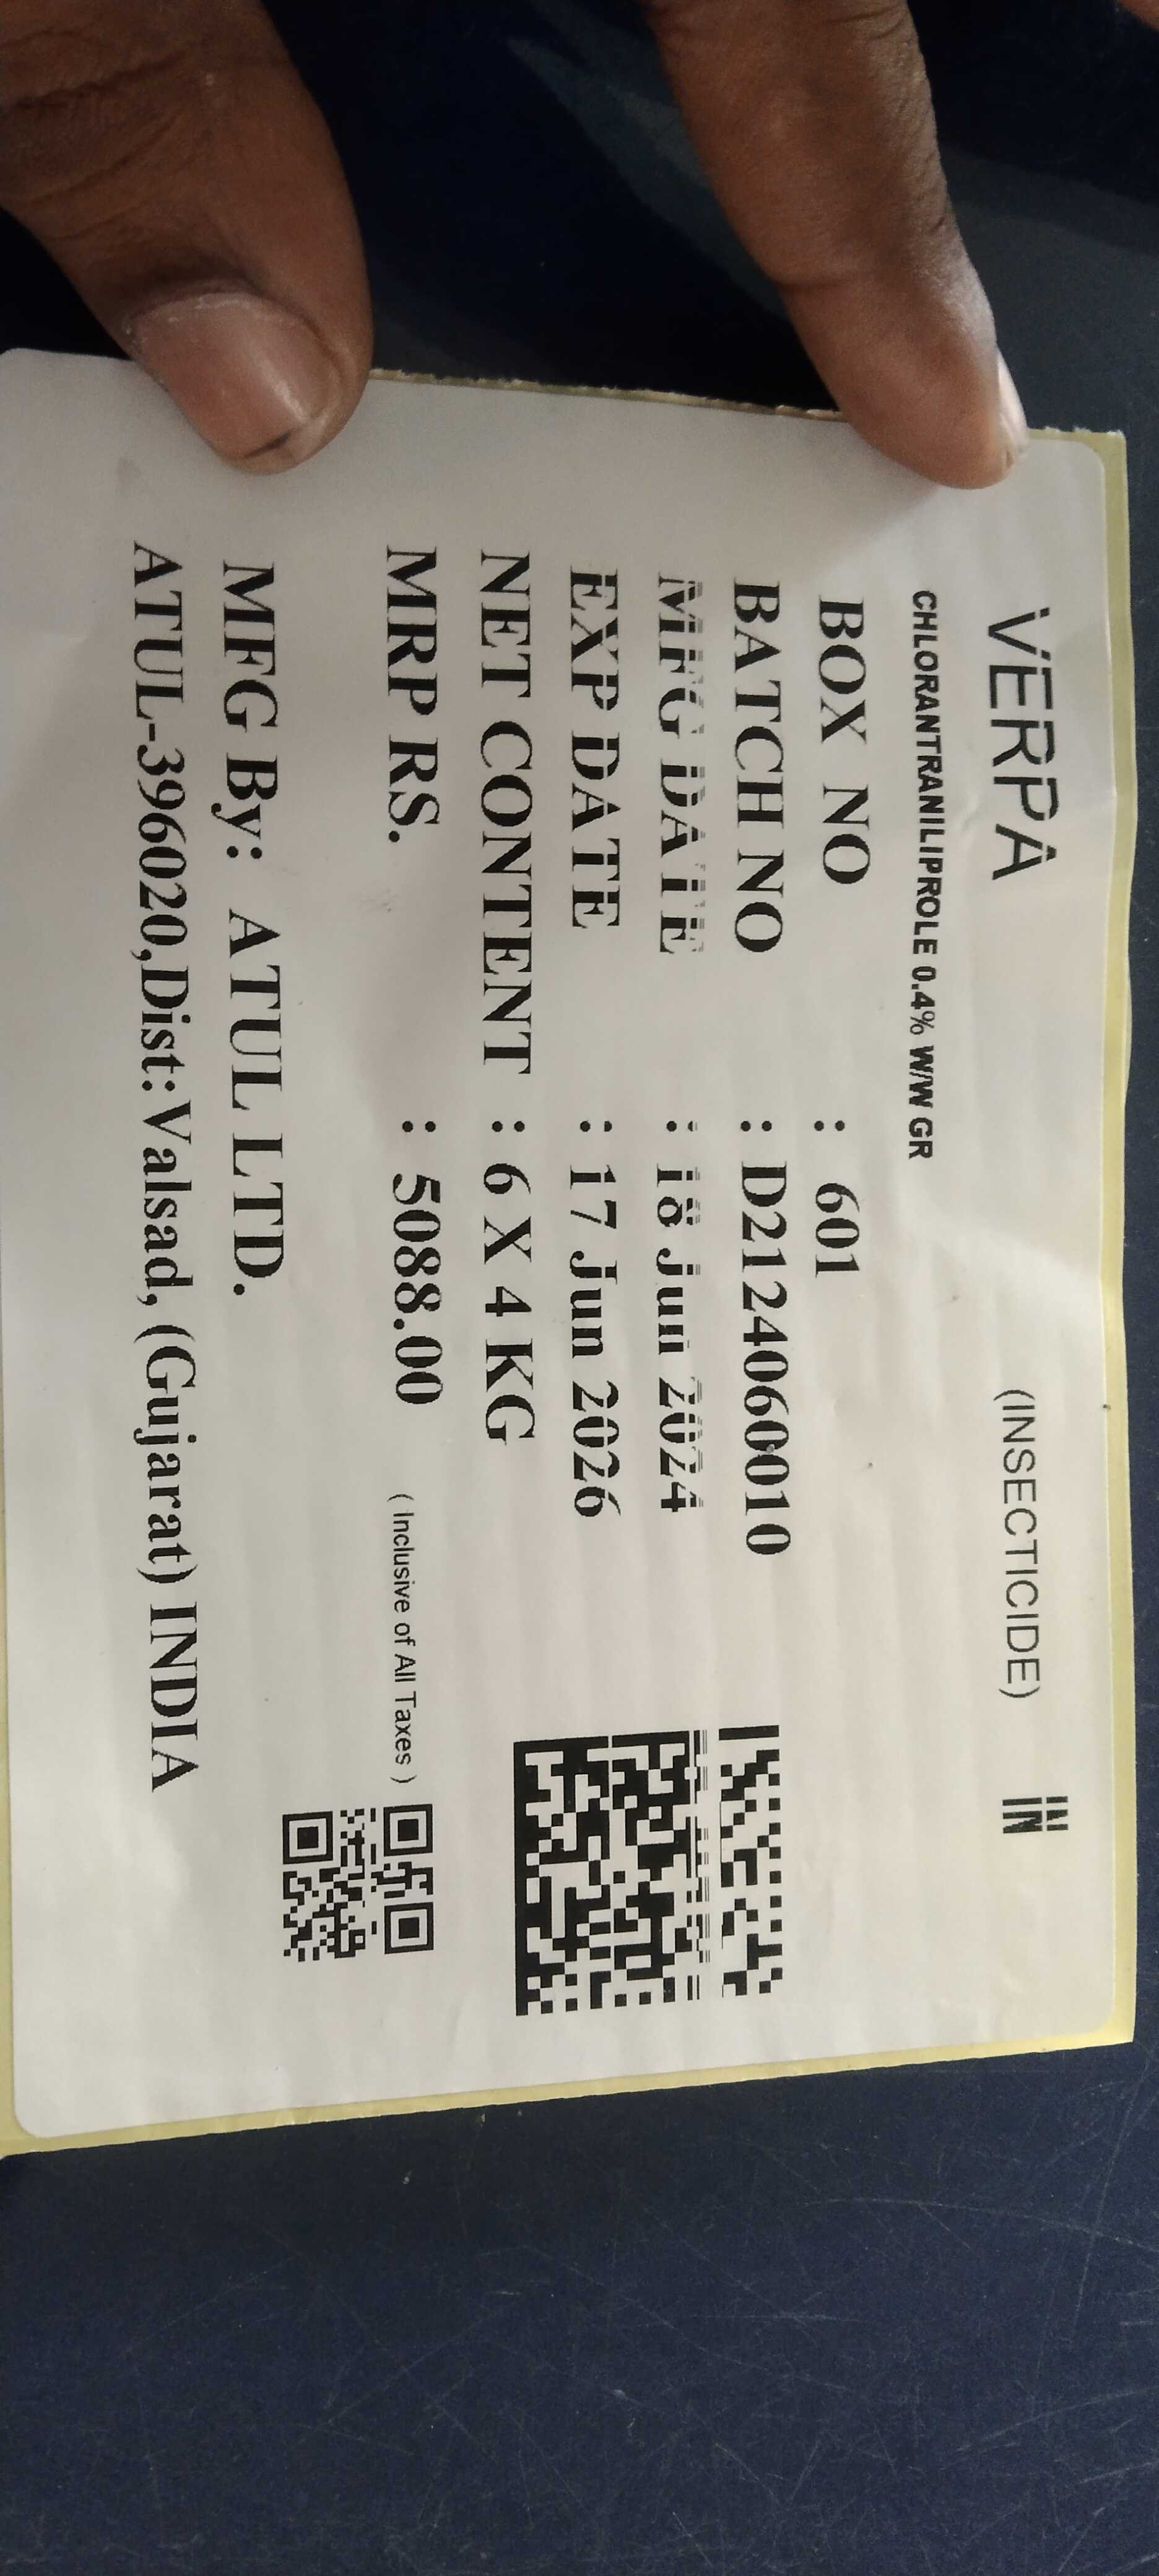 VERPA (INSECTICIDE) IN
CHLORANTRANILIPROLE 0.4% W/W GR
BOX NO : 601
BATCH NO : D2124060010
MFG DATE : 18 Jun 2024
EXP DATE : 17 Jun 2026
NET CONTENT : 6 X 4 KG
MRP RS. : 5088.00 ( Inclusive of All Taxes )
MFG By: ATUL LTD.
ATUL-396020,Dist:Valsad, (Gujarat) INDIA